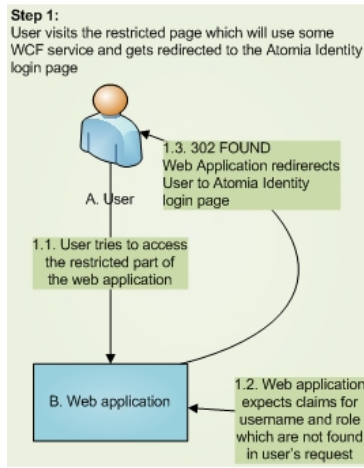 Step 1:
User visits the restricted page which will use some
WCF service and gets redirected to the Atomia Identity
login page
1.3. 302 FOUND
Web Application redirerects
User to Atomia Identity
login page
A. User
1.1. User tries to access
the restricted part of
the web application
B. Web application
1.2. Web application
expects claims for
username and role
which are not found
in user's request